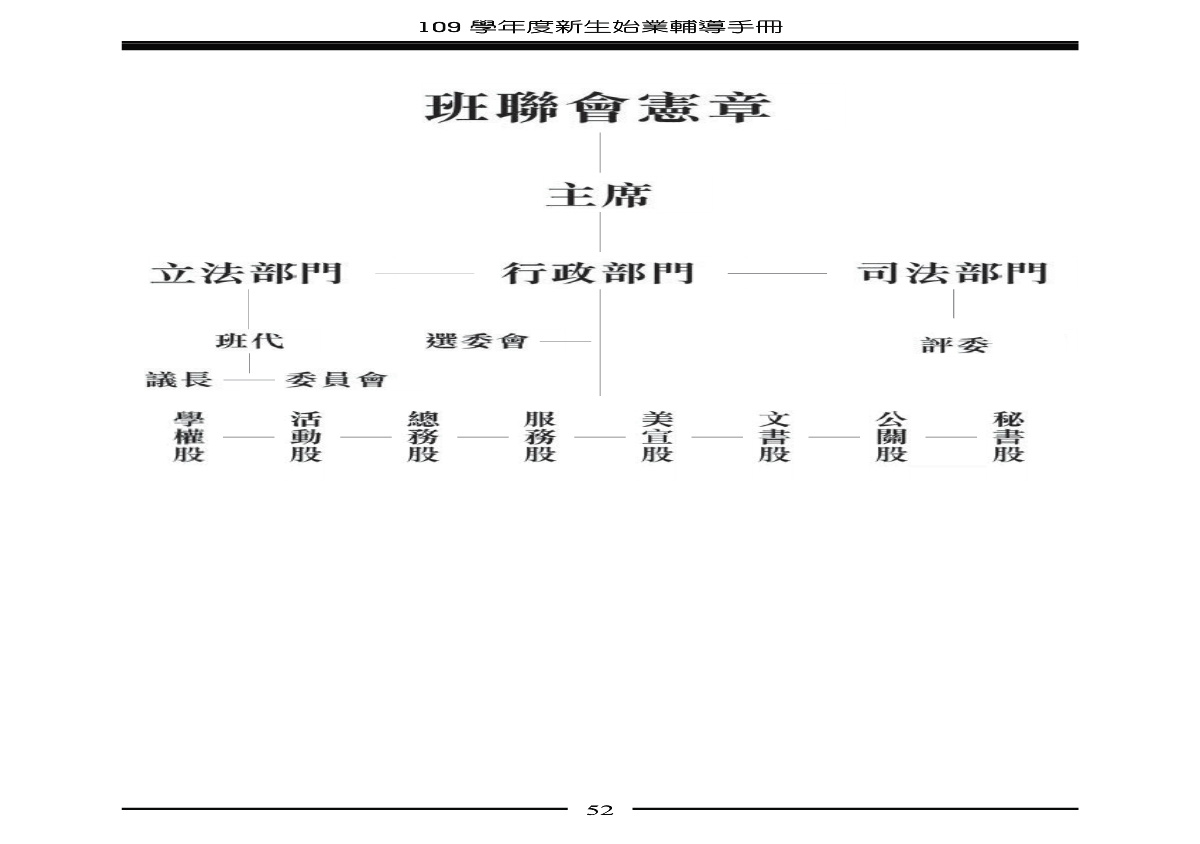 109 學年度新生始業輔導手冊
班聯會憲章
主席
立法部門 行政部門 司法部門
班代 選委會 評委
議長 委員會
學權股 活動股 總務股 服務股 美宣股 文書股 公關股 秘書股
52